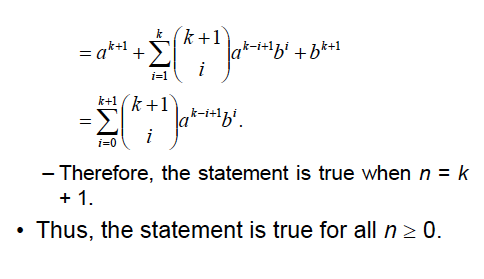 = a^{k+1} + \sum_{i=1}^{k} \binom{k+1}{i} a^{k-i+1} b^i + b^{k+1}
= \sum_{i=0}^{k+1} \binom{k+1}{i} a^{k-i+1} b^i .
– Therefore, the statement is true when n = k
+ 1.
• Thus, the statement is true for all n ≥ 0.